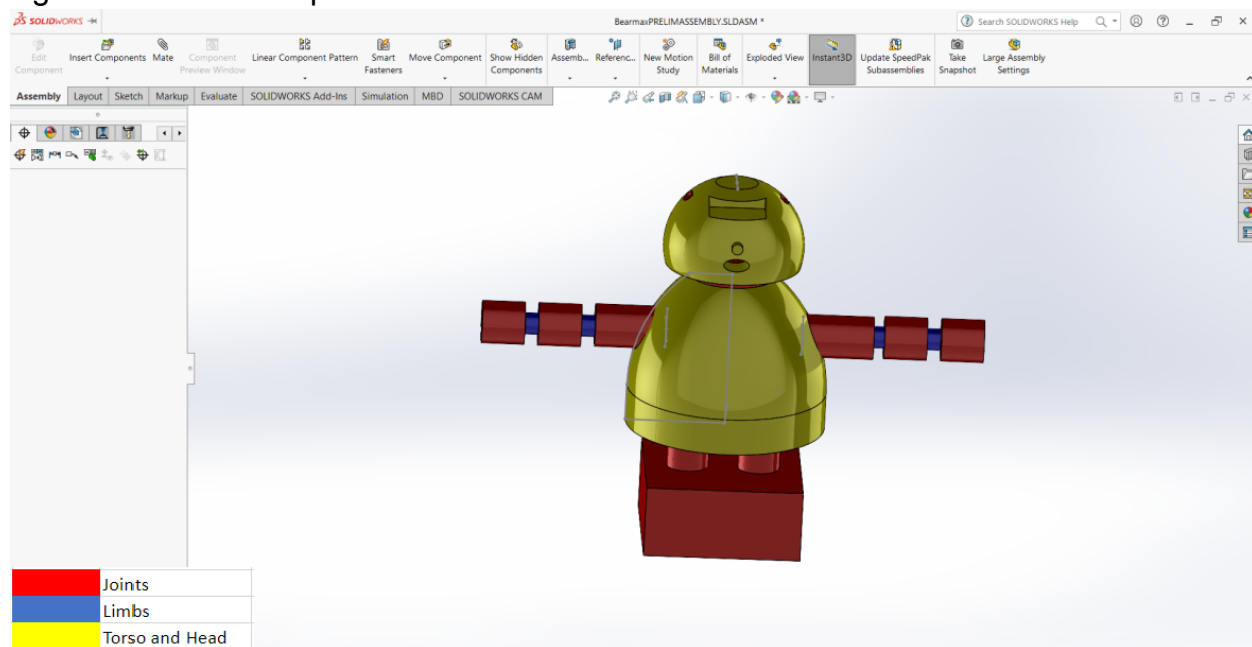 SOLIDWORKS
BearmaxPRELIMASSEMBLY.SLDASM *
Search SOLIDWORKS Help
Edit Component
Insert Components
Mate
Component Preview Window
Linear Component Pattern
Smart Fasteners
Move Component
Show Hidden Components
Assemb...
Referenc...
New Motion Study
Bill of Materials
Exploded View
Instant3D
Update SpeedPak Subassemblies
Take Snapshot
Large Assembly Settings
Assembly Layout Sketch Markup Evaluate SOLIDWORKS Add-Ins Simulation MBD SOLIDWORKS CAM
Joints
Limbs
Torso and Head